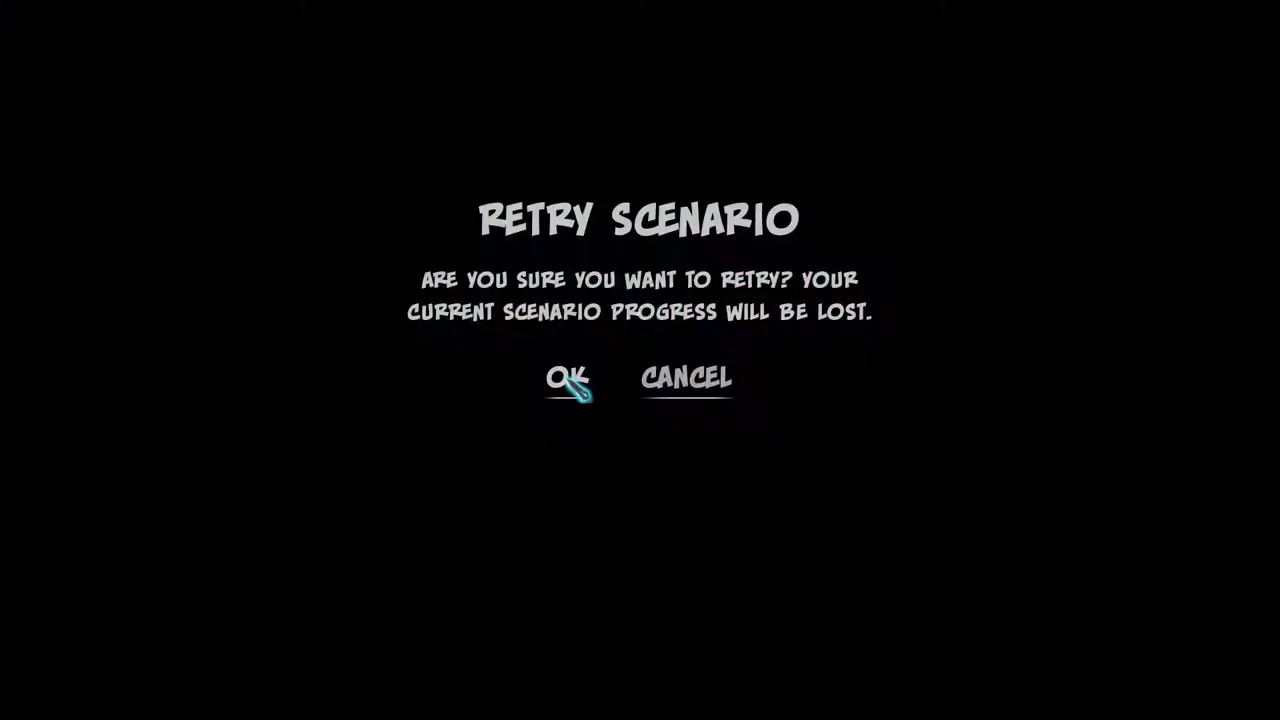 RETRY SCENARIO
ARE YOU SURE YOU WANT TO RETRY? YOUR
CURRENT SCENARIO PROGRESS WILL BE LOST.
OK CANCEL